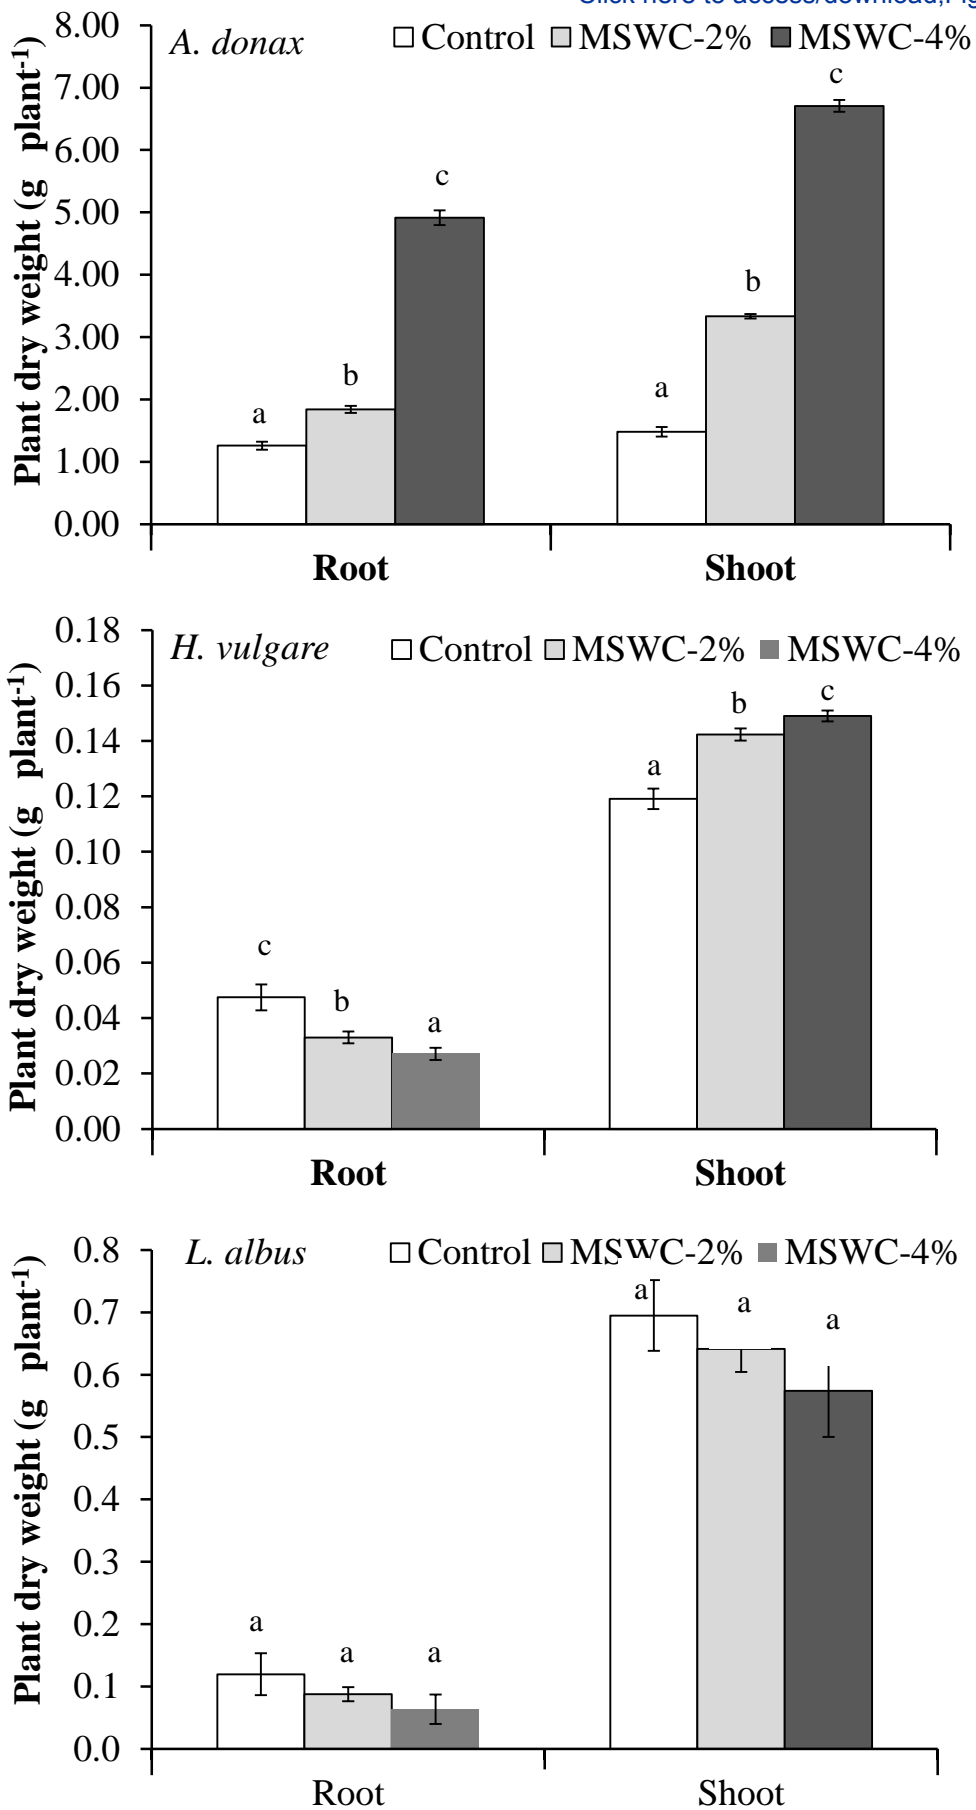 Click here to access/download;Fig
A. donax Control MSWC-2% MSWC-4%
Plant dry weight (g plant-1)
8.00
7.00
6.00
5.00
4.00
3.00
2.00
1.00
0.00
a b c a b c
Root Shoot
H. vulgare Control MSWC-2% MSWC-4%
Plant dry weight (g plant-1)
0.18
0.16
0.14
0.12
0.10
0.08
0.06
0.04
0.02
0.00
c b a a b c
Root Shoot
L. albus Control MSWC-2% MSWC-4%
Plant dry weight (g plant-1)
0.8
0.7
0.6
0.5
0.4
0.3
0.2
0.1
0.0
a a a a a a
Root Shoot